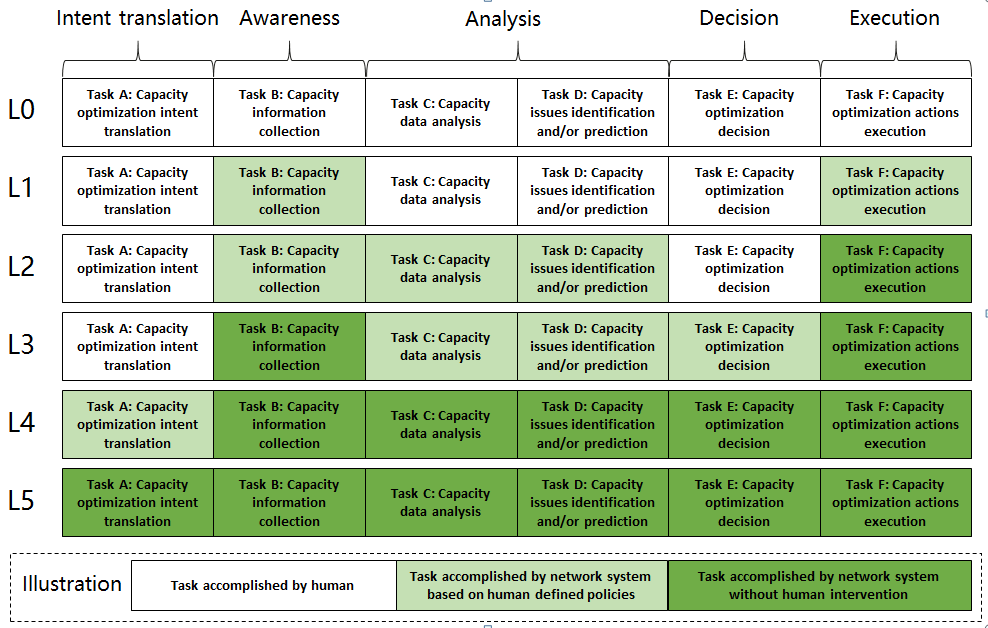 Intent translation Awareness Analysis Decision Execution
L0
Task A: Capacity
optimization intent
translation
Task B: Capacity
information
collection
Task C: Capacity
data analysis
Task D: Capacity
issues identification
and/or prediction
Task E: Capacity
optimization
decision
Task F: Capacity
optimization actions
execution
L1
Task A: Capacity
optimization intent
translation
Task B: Capacity
information
collection
Task C: Capacity
data analysis
Task D: Capacity
issues identification
and/or prediction
Task E: Capacity
optimization
decision
Task F: Capacity
optimization actions
execution
L2
Task A: Capacity
optimization intent
translation
Task B: Capacity
information
collection
Task C: Capacity
data analysis
Task D: Capacity
issues identification
and/or prediction
Task E: Capacity
optimization
decision
Task F: Capacity
optimization actions
execution
L3
Task A: Capacity
optimization intent
translation
Task B: Capacity
information
collection
Task C: Capacity
data analysis
Task D: Capacity
issues identification
and/or prediction
Task E: Capacity
optimization
decision
Task F: Capacity
optimization actions
execution
L4
Task A: Capacity
optimization intent
translation
Task B: Capacity
information
collection
Task C: Capacity
data analysis
Task D: Capacity
issues identification
and/or prediction
Task E: Capacity
optimization
decision
Task F: Capacity
optimization actions
execution
L5
Task A: Capacity
optimization intent
translation
Task B: Capacity
information
collection
Task C: Capacity
data analysis
Task D: Capacity
issues identification
and/or prediction
Task E: Capacity
optimization
decision
Task F: Capacity
optimization actions
execution
Illustration
Task accomplished by human
Task accomplished by network system
based on human defined policies
Task accomplished by network system
without human intervention